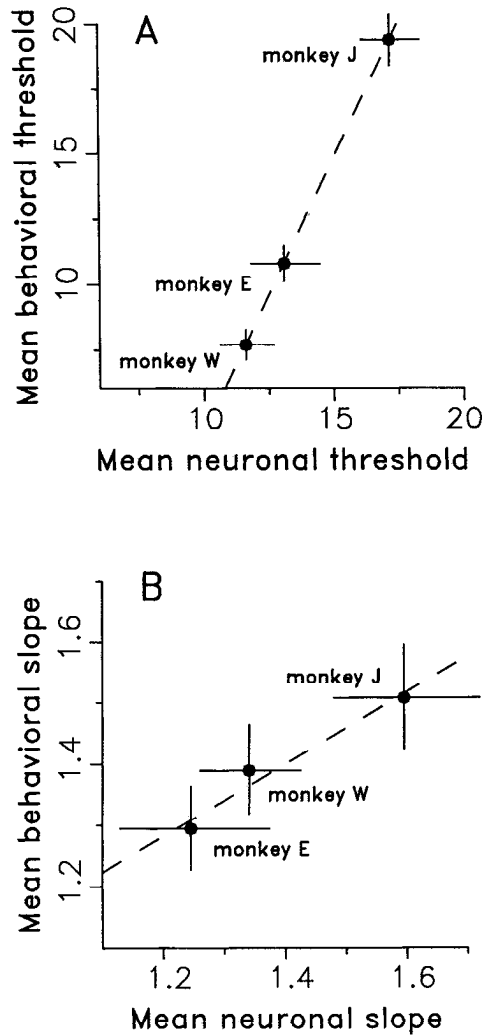 A
20
monkey J
15
monkey E
10
monkey W
Mean behavioral threshold
10 15 20
Mean neuronal threshold
B
1.6
monkey J
1.4
monkey W
monkey E
1.2
Mean behavioral slope
1.2 1.4 1.6
Mean neuronal slope